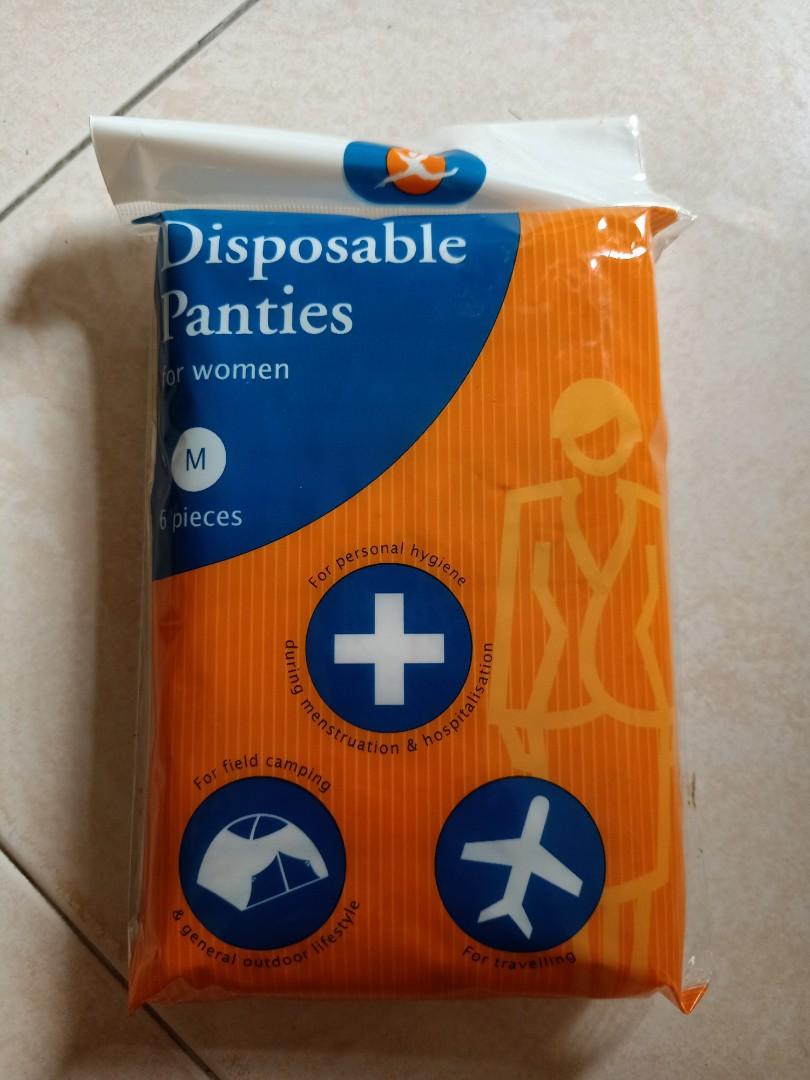 Disposable
Panties
for women
M
6 pieces
For personal hygiene
during menstruation & hospitalisation
For field camping
& general outdoor lifestyle
For travelling